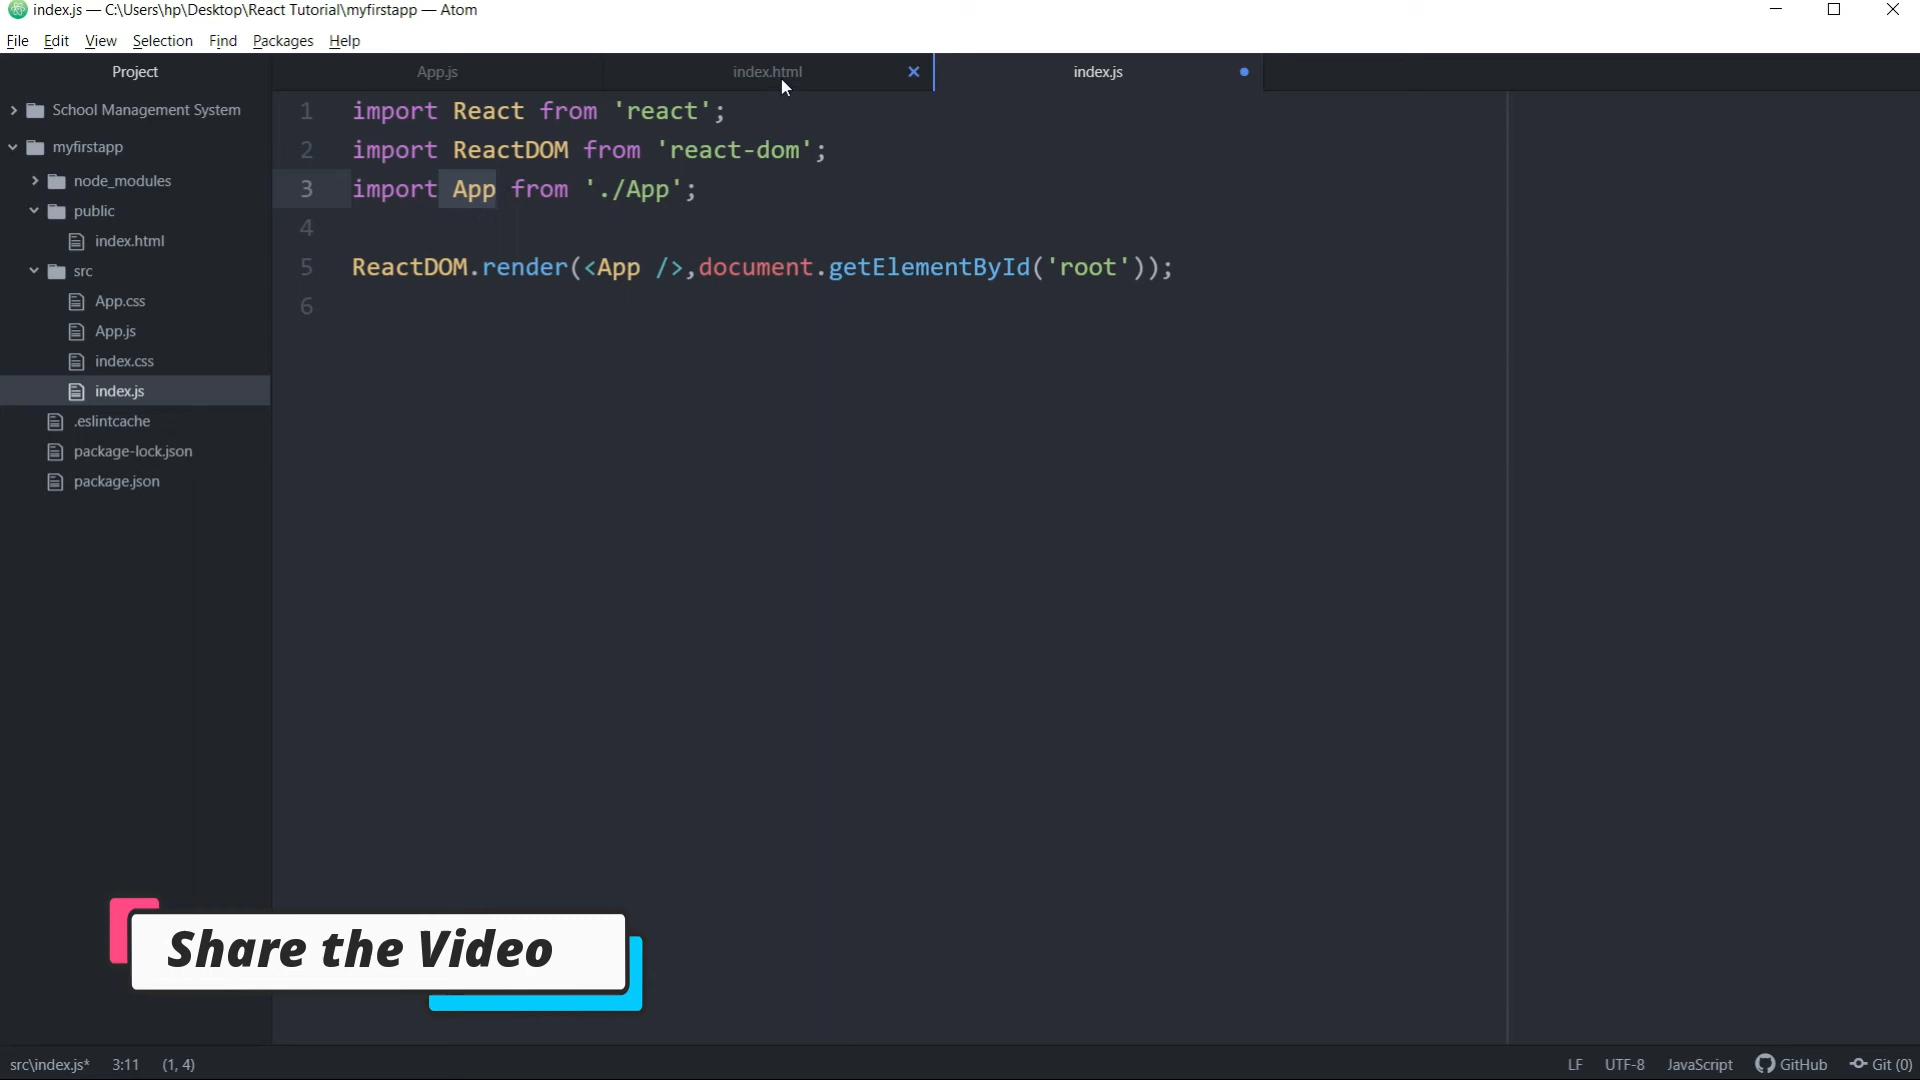 index.js — C:\Users\hp\Desktop\React Tutorial\myfirstapp — Atom
File Edit View Selection Find Packages Help
Project
App.js
index.html
index.js
School Management System
myfirstapp
node_modules
public
index.html
src
App.css
App.js
index.css
index.js
.eslintcache
package-lock.json
package.json
1 import React from 'react';
2 import ReactDOM from 'react-dom';
3 import App from './App';
4
5 ReactDOM.render(<App />,document.getElementById('root'));
6
Share the Video
src\index.js* 3:11 (1, 4)
LF UTF-8 JavaScript GitHub Git (0)